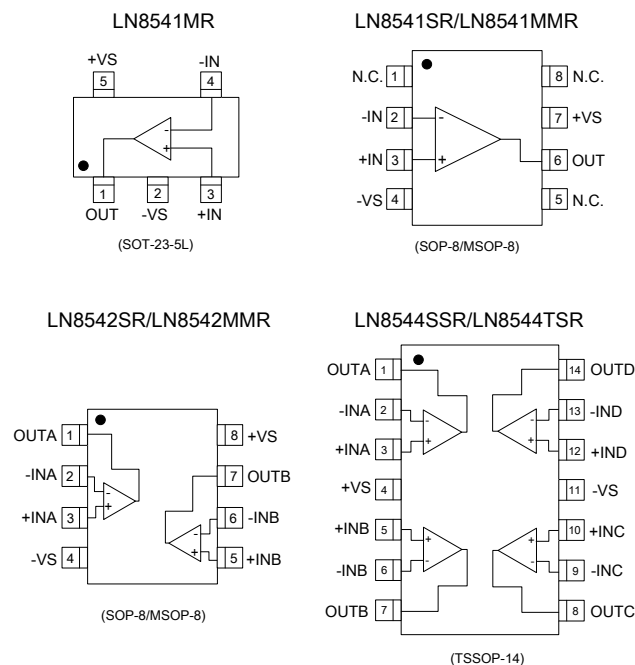 LN8541MR
+VS
-IN
5
4
-
+
1
2
3
OUT
-VS
+IN
(SOT-23-5L)
LN8541SR/LN8541MMR
N.C. 1
8 N.C.
-IN 2
-
7 +VS
+IN 3
+
6 OUT
-VS 4
5 N.C.
(SOP-8/MSOP-8)
LN8542SR/LN8542MMR
OUTA 1
8 +VS
-INA 2
-
7 OUTB
+INA 3
+
-
6 -INB
-VS 4
+
5 +INB
(SOP-8/MSOP-8)
LN8544SSR/LN8544TSR
OUTA 1
14 OUTD
-INA 2
-
-
13 -IND
+INA 3
+
+
12 +IND
+VS 4
11 -VS
+INB 5
+
+
10 +INC
-INB 6
-
-
9 -INC
OUTB 7
8 OUTC
(TSSOP-14)